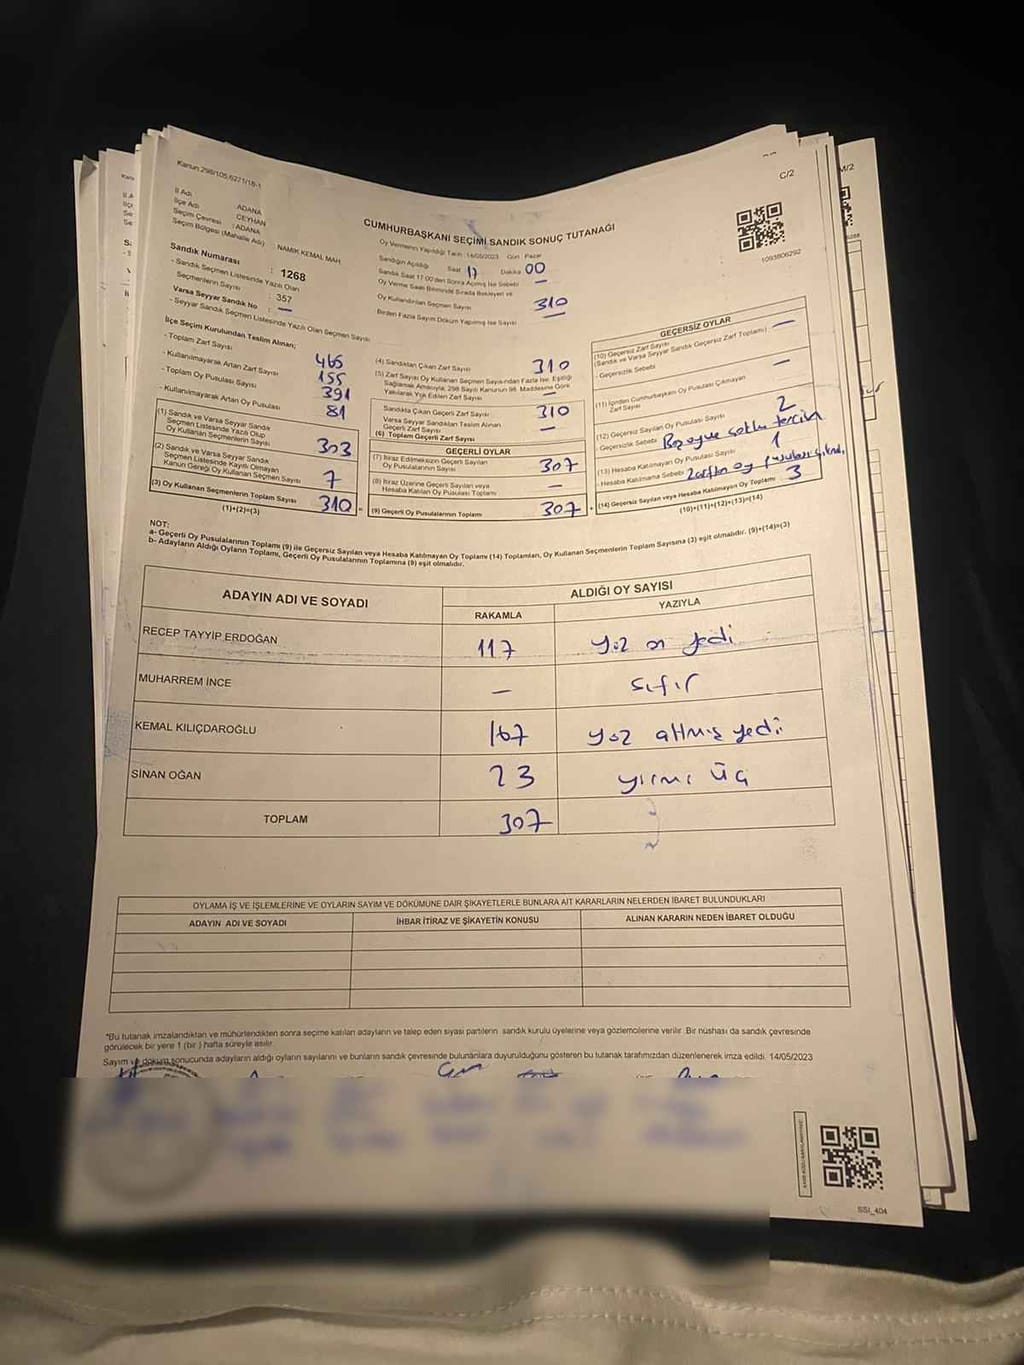 Kanun:298/105,6271/18-1
C/2
İl Adı : ADANA
İlçe Adı : CEYHAN
Seçim Çevresi : ADANA
Seçim Bölgesi (Mahalle Adı) : NAMIK KEMAL MAH
Sandık Numarası : 1268
- Sandık Seçmen Listesinde Yazılı Olan
Seçmenlerin Sayısı : 357
Varsa Seyyar Sandık No : —
- Seyyar Sandık Seçmen Listesinde Yazılı Olan Seçmen Sayısı :
CUMHURBAŞKANI SEÇİMİ SANDIK SONUÇ TUTANAĞI
Oy Vermenin Yapıldığı Tarih : 14/05/2023 Gün : Pazar
Sandığın Açıldığı Saat 17 Dakika 00
Sandık Saat 17:00'den Sonra Açılmış İse Sebebi —
Oy Verme Saati Bitiminde Sırada Bekleyen ve
Oy Kullandırılan Seçmen Sayısı 310
Birden Fazla Sayım Döküm Yapılmış İse Sayısı —
1093806292
İlçe Seçim Kurulundan Teslim Alınan;
- Toplam Zarf Sayısı 465
- Kullanılmayarak Artan Zarf Sayısı 155
- Toplam Oy Pusulası Sayısı 391
- Kullanılmayarak Artan Oy Pusulası 81
(1) Sandık ve Varsa Seyyar Sandık
Seçmen Listesinde Yazılı Olup
Oy Kullanan Seçmenlerin Sayısı 303
(2) Sandık ve Varsa Seyyar Sandık
Seçmen Listesinde Kayıtlı Olmayan
Kanun Gereği Oy Kullanan Seçmen Sayısı 7
(3) Oy Kullanan Seçmenlerin Toplam Sayısı 310
(1)+(2)=(3)
(4) Sandıktan Çıkan Zarf Sayısı 310
(5) Zarf Sayısı Oy Kullanan Seçmen Sayısından Fazla İse, Eşitliği
Sağlamak Amacıyla; 298 Sayılı Kanunun 98. Maddesine Göre
Yakılarak Yok Edilen Zarf Sayısı —
Sandıkta Çıkan Geçerli Zarf Sayısı 310
Varsa Seyyar Sandıktan Teslim Alınan
Geçerli Zarf Sayısı —
(6) Toplam Geçerli Zarf Sayısı
GEÇERLİ OYLAR
(7) İtiraz Edilmeksizin Geçerli Sayılan
Oy Pusulasının Sayısı 307
(8) İtiraz Üzerine Geçerli Sayılan veya
Hesaba Katılan Oy Pusulası Toplamı —
(9) Geçerli Oy Pusulalarının Toplamı 307
GEÇERSİZ OYLAR
(10) Geçersiz Zarf Sayısı
(Sandık ve Varsa Seyyar Sandık Geçersiz Zarf Toplamı) : —
- Geçersizlik Sebebi
(11) İçinden Cumhurbaşkanı Oy Pusulası Çıkmayan
Zarf Sayısı —
(12) Geçersiz Sayılan Oy Pusulası Sayısı 2
- Geçersizlik Sebebi
(13) Hesaba Katılmayan Oy Pusulası Sayısı 1
- Hesaba Katılmama Sebebi Zarftan oy
(14) Geçersiz Sayılan veya Hesaba Katılmayan Oy Toplamı 3
(10)+(11)+(12)+(13)=(14)
NOT:
a- Geçerli Oy Pusulalarının Toplamı (9) ile Geçersiz Sayılan veya Hesaba Katılmayan Oy Toplamı (14) Toplamları, Oy Kullanan Seçmenlerin Toplam Sayısına (3) eşit olmalıdır. (9)+(14)=(3)
b- Adayların Aldığı Oyların Toplamı, Geçerli Oy Pusulalarının Toplamına (9) eşit olmalıdır.
ADAYIN ADI VE SOYADI ALDIĞI OY SAYISI
RAKAMLA YAZIYLA
RECEP TAYYİP ERDOĞAN 117 yüz on yedi
MUHARREM İNCE — sıfır
KEMAL KILIÇDAROĞLU 167 yüz altmış yedi
SİNAN OĞAN 23 yirmi üç
TOPLAM 307
OYLAMA İŞ VE İŞLEMLERİNE VE OYLARIN SAYIM VE DÖKÜMÜNE DAİR ŞİKAYETLERLE BUNLARA AİT KARARLARIN NELERDEN İBARET BULUNDUKLARI
ADAYIN ADI VE SOYADI İHBAR İTİRAZ VE ŞİKAYETİN KONUSU ALINAN KARARIN NEDEN İBARET OLDUĞU
*Bu tutanak imzalandıktan ve mühürlendikten sonra seçime katılan adayların ve talep eden siyasi partilerin sandık kurulu üyelerine veya gözlemcilerine verilir. Bir nüshası da sandık çevresinde
görülecek bir yere 1 (bir) hafta süreyle asılır.
Sayım ve döküm sonucunda adayların aldığı oyların sayılarını ve bunların sandık çevresinde bulunanlara duyurulduğunu gösteren bu tutanak tarafımızdan düzenlenerek imza edildi. 14/05/2023
SSI_404